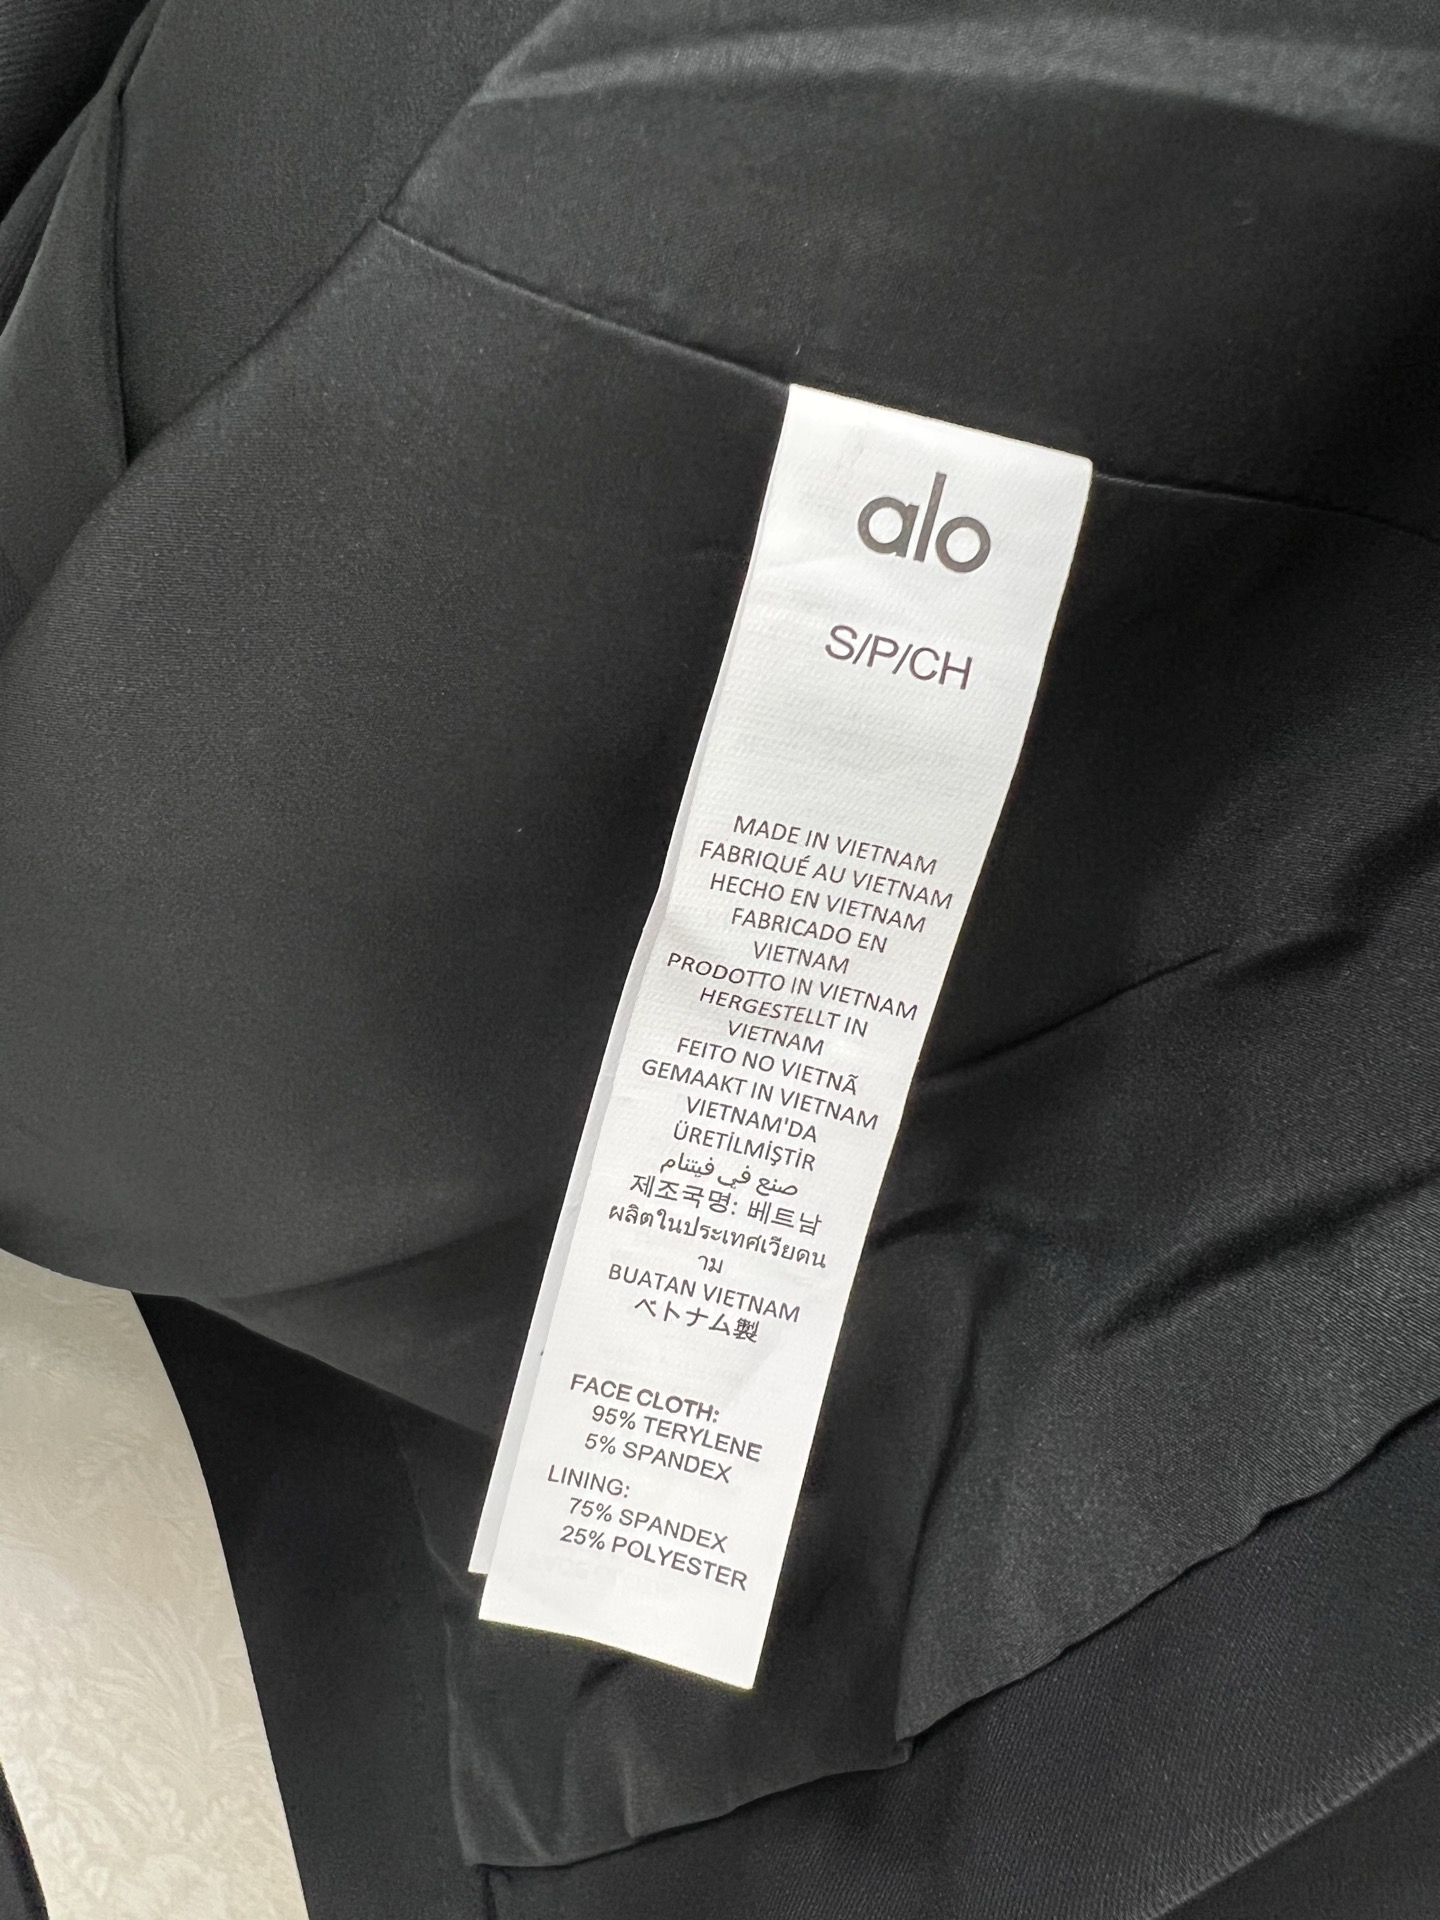 alo
S/P/CH
MADE IN VIETNAM
FABRIQUÉ AU VIETNAM
HECHO EN VIETNAM
FABRICADO EN
VIETNAM
PRODOTTO IN VIETNAM
HERGESTELLT IN
VIETNAM
FEITO NO VIETNÃ
GEMAAKT IN VIETNAM
VIETNAM'DA
ÜRETİLMİŞTİR
صنع في فيتنام
제조국명: 베트남
ผลิตในประเทศเวียดน
าม
BUATAN VIETNAM
ベトナム製
FACE CLOTH:
95% TERYLENE
5% SPANDEX
LINING:
75% SPANDEX
25% POLYESTER